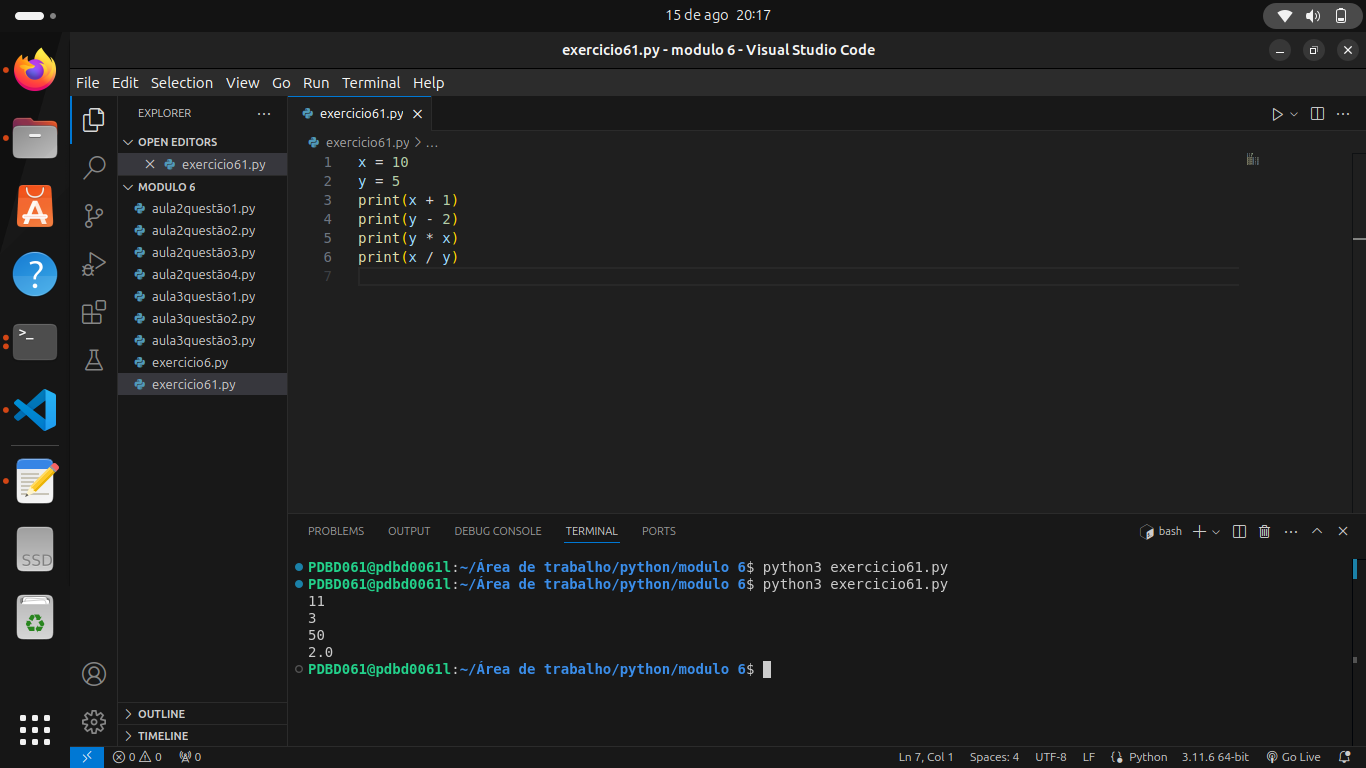 15 de ago 20:17
exercicio61.py - modulo 6 - Visual Studio Code
File Edit Selection View Go Run Terminal Help
EXPLORER
OPEN EDITORS
exercicio61.py
MODULO 6
aula2questão1.py
aula2questão2.py
aula2questão3.py
aula2questão4.py
aula3questão1.py
aula3questão2.py
aula3questão3.py
exercicio6.py
exercicio61.py
OUTLINE
TIMELINE
exercicio61.py
exercicio61.py > ...
1 x = 10
2 y = 5
3 print(x + 1)
4 print(y - 2)
5 print(y * x)
6 print(x / y)
7
PROBLEMS OUTPUT DEBUG CONSOLE TERMINAL PORTS
bash
PDBD061@pdbd0061l:~/Área de trabalho/python/modulo 6$ python3 exercicio61.py
PDBD061@pdbd0061l:~/Área de trabalho/python/modulo 6$ python3 exercicio61.py
11
3
50
2.0
PDBD061@pdbd0061l:~/Área de trabalho/python/modulo 6$
SSD
0 0 0
Ln 7, Col 1 Spaces: 4 UTF-8 LF Python 3.11.6 64-bit Go Live